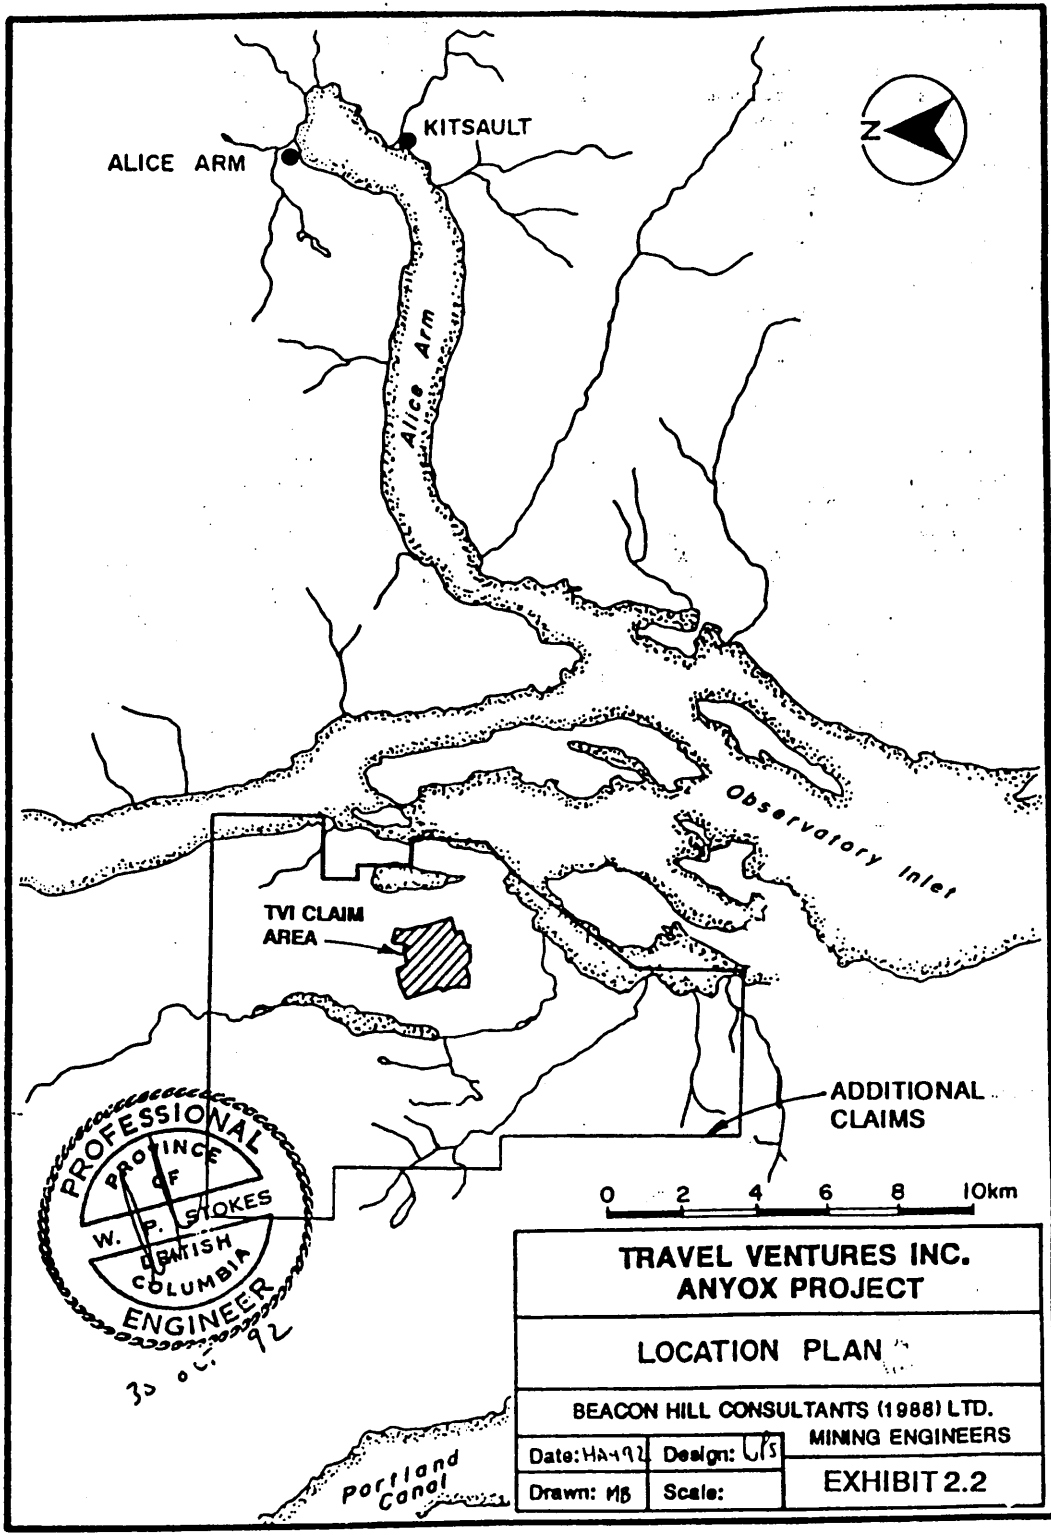 KITSAULT
N
ALICE ARM
Alice Arm
Observatory Inlet
TVI CLAIM
AREA
ADDITIONAL
CLAIMS
PROFESSIONAL
PROVINCE
OF
W. P. STOKES
COLUMBIA
ENGINEER
92
0 2 4 6 8 10km
TRAVEL VENTURES INC.
ANYOX PROJECT
LOCATION PLAN
BEACON HILL CONSULTANTS (1988) LTD.
MINING ENGINEERS
Date: 92
Design:
Drawn: MB
Scale:
EXHIBIT 2.2
Portland
Canal